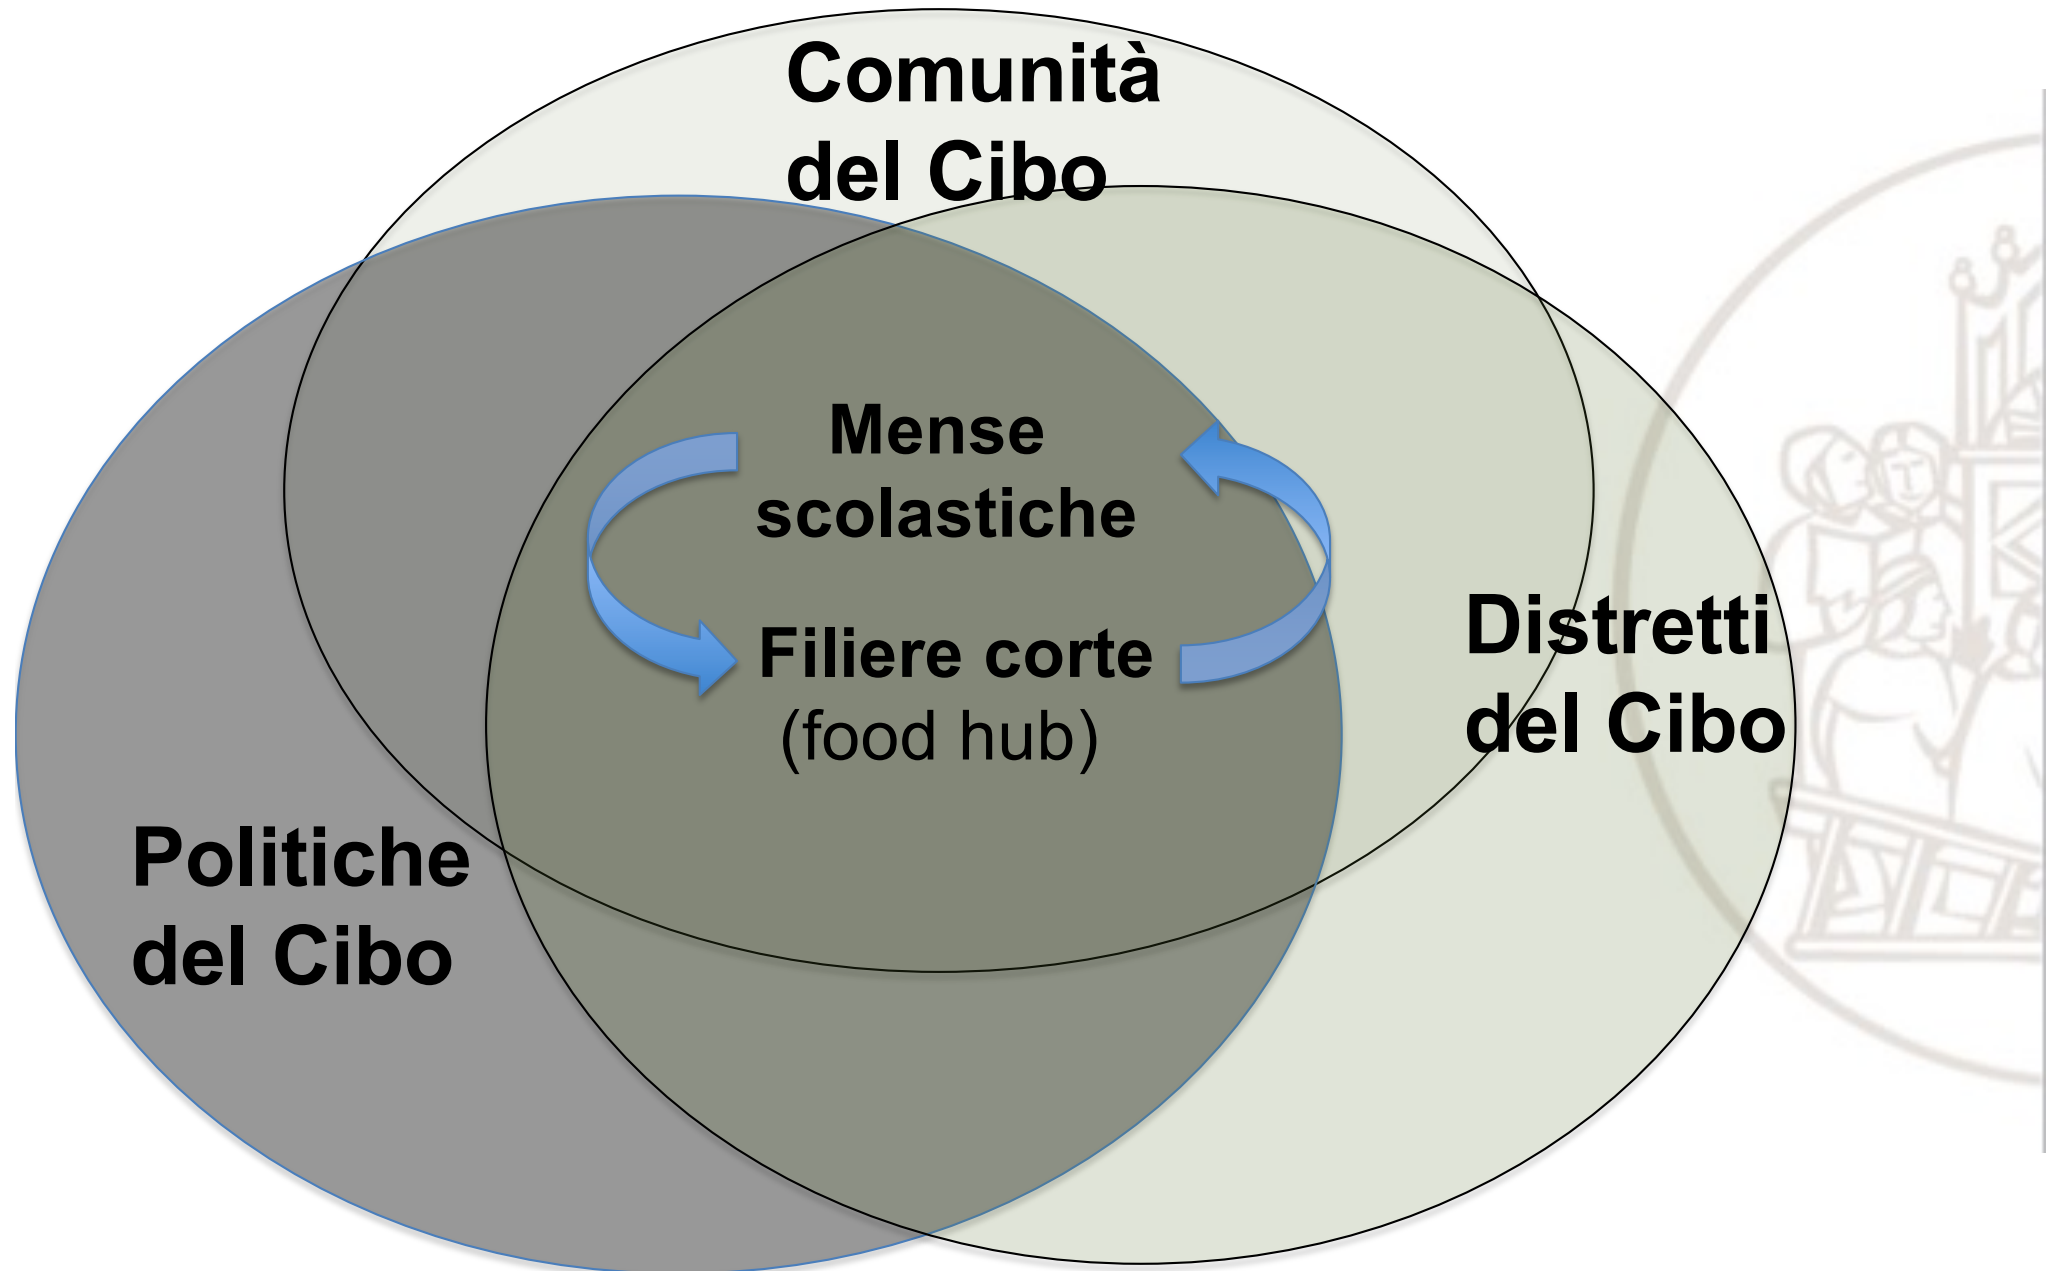 Comunità
del Cibo
Mense
scolastiche
Filiere corte
(food hub)
Distretti
del Cibo
Politiche
del Cibo